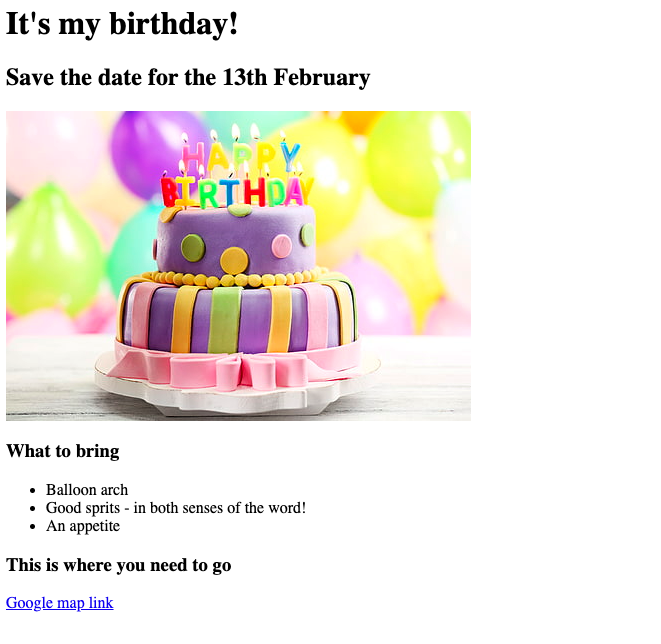 It's my birthday!
Save the date for the 13th February
HAPPY
BIRTHDAY
What to bring
Balloon arch
Good sprits - in both senses of the word!
An appetite
This is where you need to go
Google map link